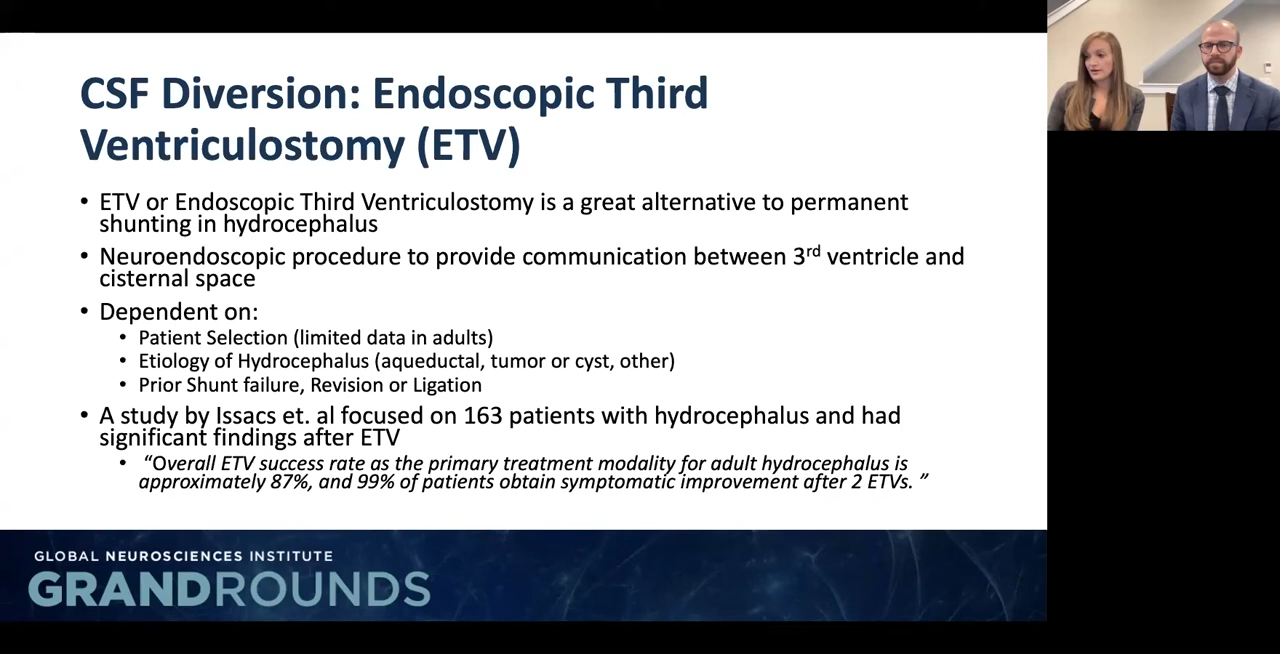 CSF Diversion: Endoscopic Third
Ventriculostomy (ETV)
• ETV or Endoscopic Third Ventriculostomy is a great alternative to permanent
shunting in hydrocephalus
• Neuroendoscopic procedure to provide communication between 3rd ventricle and
cisternal space
• Dependent on:
• Patient Selection (limited data in adults)
• Etiology of Hydrocephalus (aqueductal, tumor or cyst, other)
• Prior Shunt failure, Revision or Ligation
• A study by Issacs et. al focused on 163 patients with hydrocephalus and had
significant findings after ETV
• “Overall ETV success rate as the primary treatment modality for adult hydrocephalus is
approximately 87%, and 99% of patients obtain symptomatic improvement after 2 ETVs. ”
GLOBAL NEUROSCIENCES INSTITUTE
GRANDROUNDS